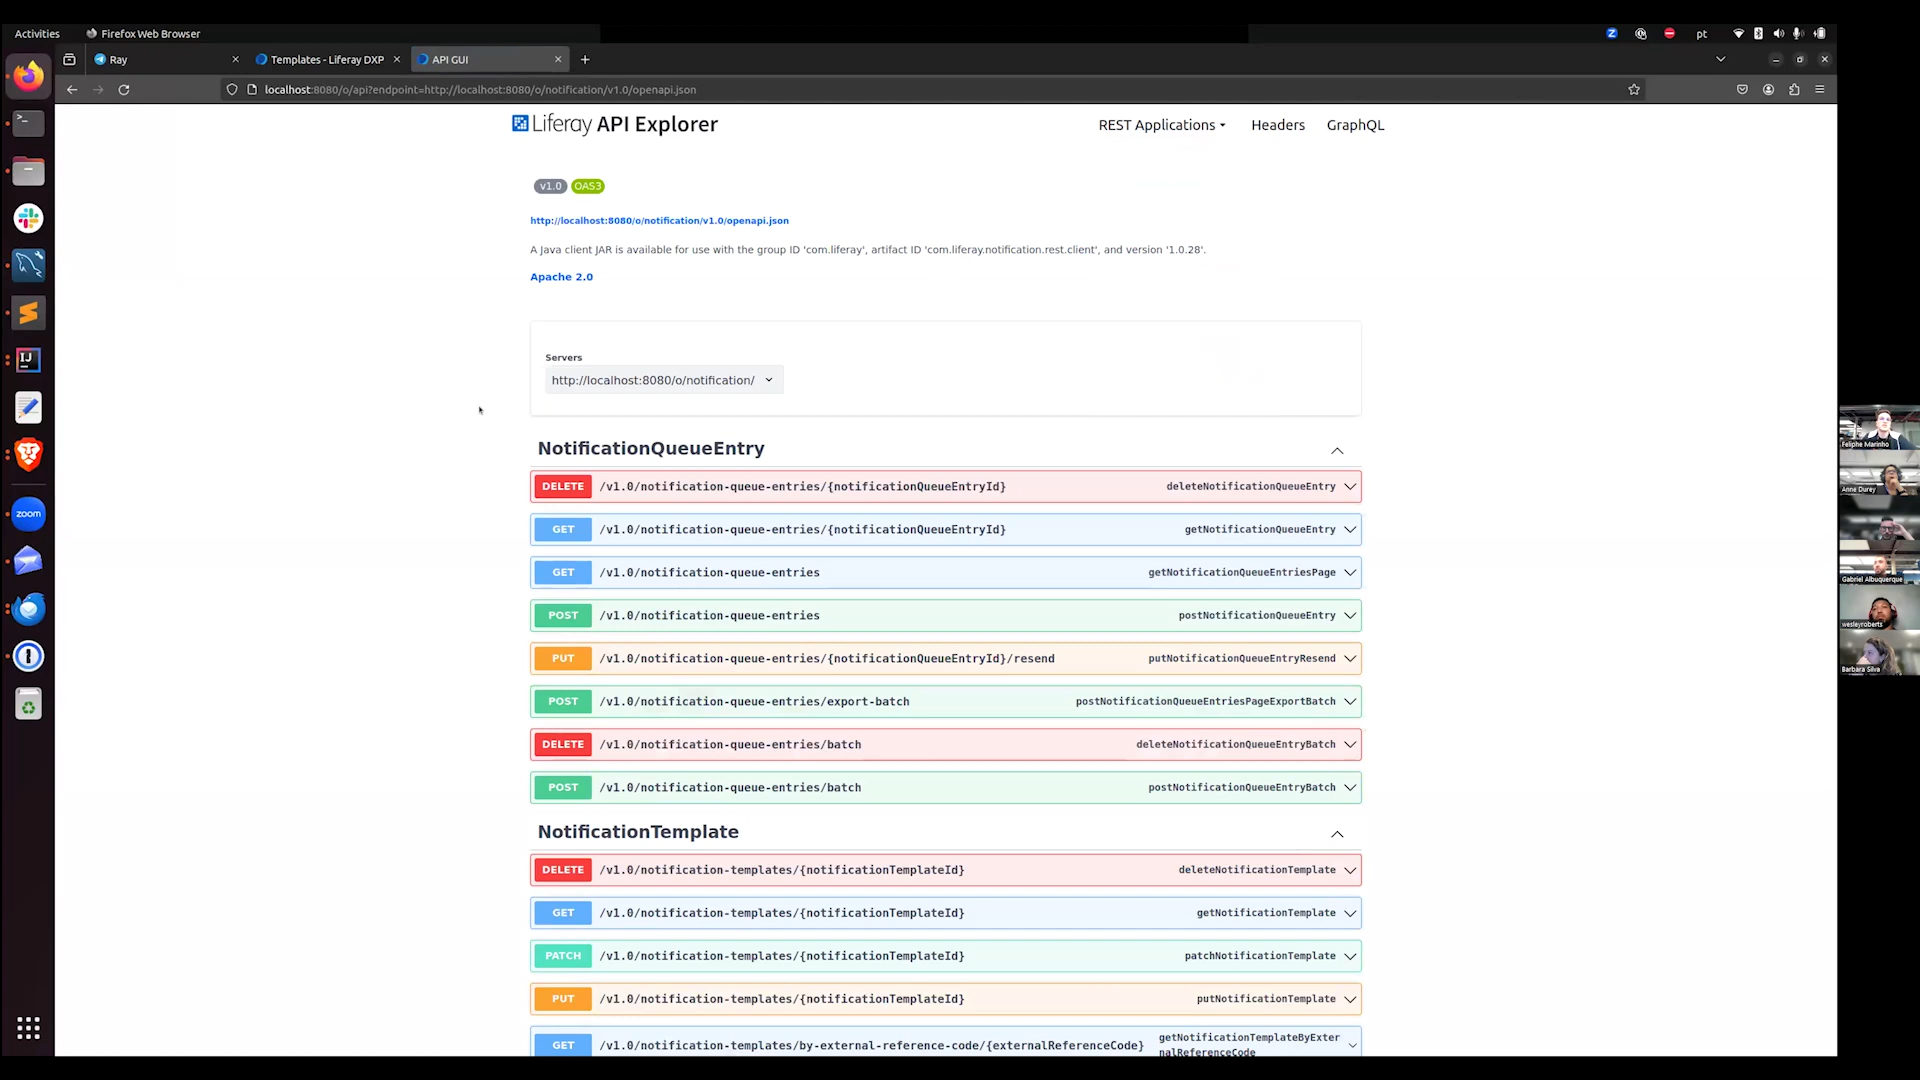 Activities
Firefox Web Browser
pt
Ray
Templates - Liferay DXP
API GUI
localhost:8080/o/api?endpoint=http://localhost:8080/o/notification/v1.0/openapi.json
Liferay API Explorer
REST Applications
Headers
GraphQL
v1.0 OAS3
http://localhost:8080/o/notification/v1.0/openapi.json
A Java client JAR is available for use with the group ID 'com.liferay', artifact ID 'com.liferay.notification.rest.client', and version '1.0.28'.
Apache 2.0
Servers
http://localhost:8080/o/notification/
NotificationQueueEntry
DELETE /v1.0/notification-queue-entries/{notificationQueueEntryId} deleteNotificationQueueEntry
GET /v1.0/notification-queue-entries/{notificationQueueEntryId} getNotificationQueueEntry
GET /v1.0/notification-queue-entries getNotificationQueueEntriesPage
POST /v1.0/notification-queue-entries postNotificationQueueEntry
PUT /v1.0/notification-queue-entries/{notificationQueueEntryId}/resend putNotificationQueueEntryResend
POST /v1.0/notification-queue-entries/export-batch postNotificationQueueEntriesPageExportBatch
DELETE /v1.0/notification-queue-entries/batch deleteNotificationQueueEntryBatch
POST /v1.0/notification-queue-entries/batch postNotificationQueueEntryBatch
NotificationTemplate
DELETE /v1.0/notification-templates/{notificationTemplateId} deleteNotificationTemplate
GET /v1.0/notification-templates/{notificationTemplateId} getNotificationTemplate
PATCH /v1.0/notification-templates/{notificationTemplateId} patchNotificationTemplate
PUT /v1.0/notification-templates/{notificationTemplateId} putNotificationTemplate
GET /v1.0/notification-templates/by-external-reference-code/{externalReferenceCode} getNotificationTemplateByExter
nalReferenceCode
zoom
IJ
Feliphe Marinho
Anne Durey
Gabriel Albuquerque
wesleyroberts
Barbara Silva